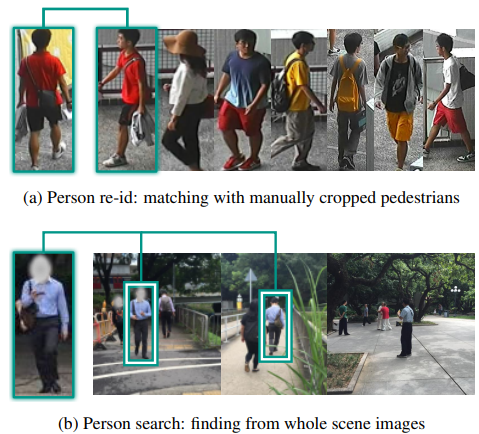 (a) Person re-id: matching with manually cropped pedestrians
(b) Person search: finding from whole scene images